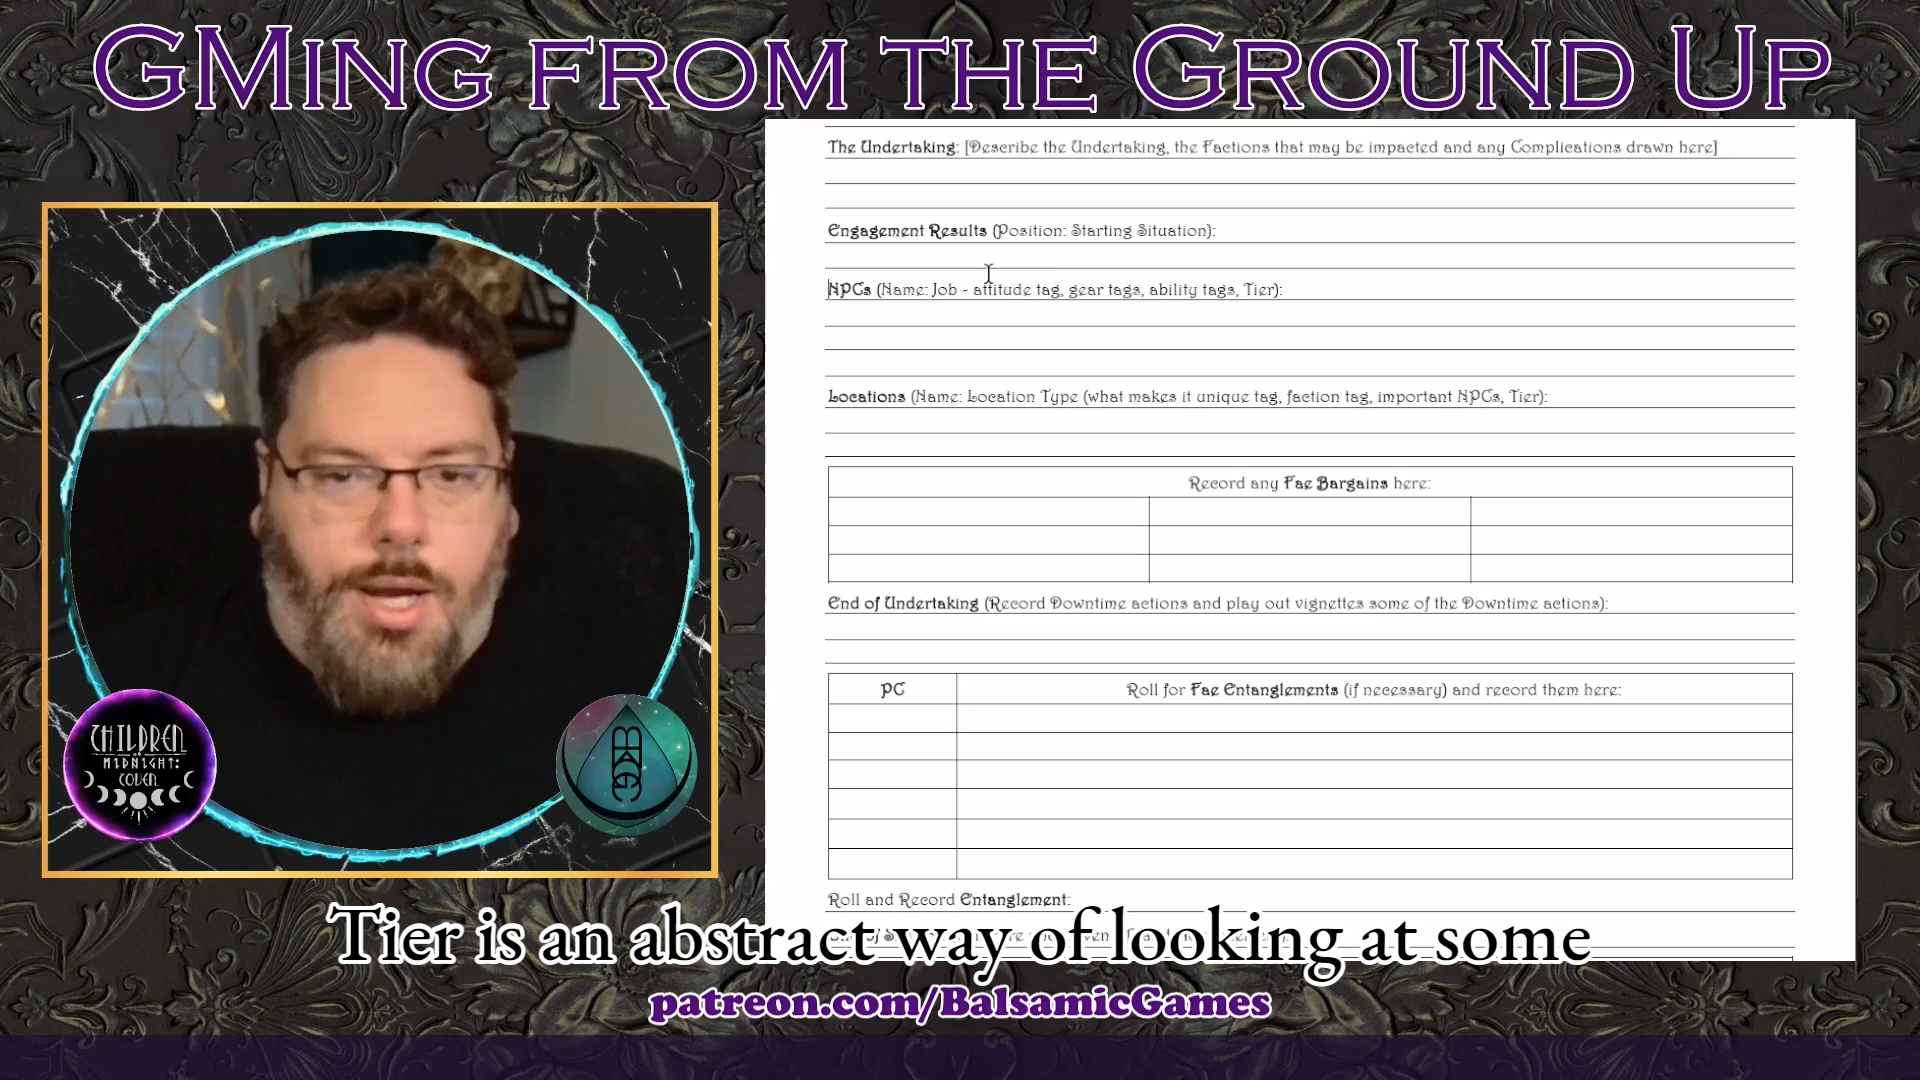 GMing from the Ground Up
The Undertaking: [Describe the Undertaking, the Factions that may be impacted and any Complications drawn here]
Engagement Results (Position: Starting Situation):
NPCs (Name: Job - attitude tag, gear tags, ability tags, Tier):
Locations (Name: Location Type (what makes it unique tag, faction tag, important NPCs, Tier):
Record any Fae Bargains here:
End of Undertaking (Record Downtime actions and play out vignettes some of the Downtime actions):
PC
Roll for Fae Entanglements (if necessary) and record them here:
Roll and Record Entanglement:
CHILDREN
OF
MIDNIGHT:
COVEN
Tier is an abstract way of looking at some
patreon.com/BalsamicGames